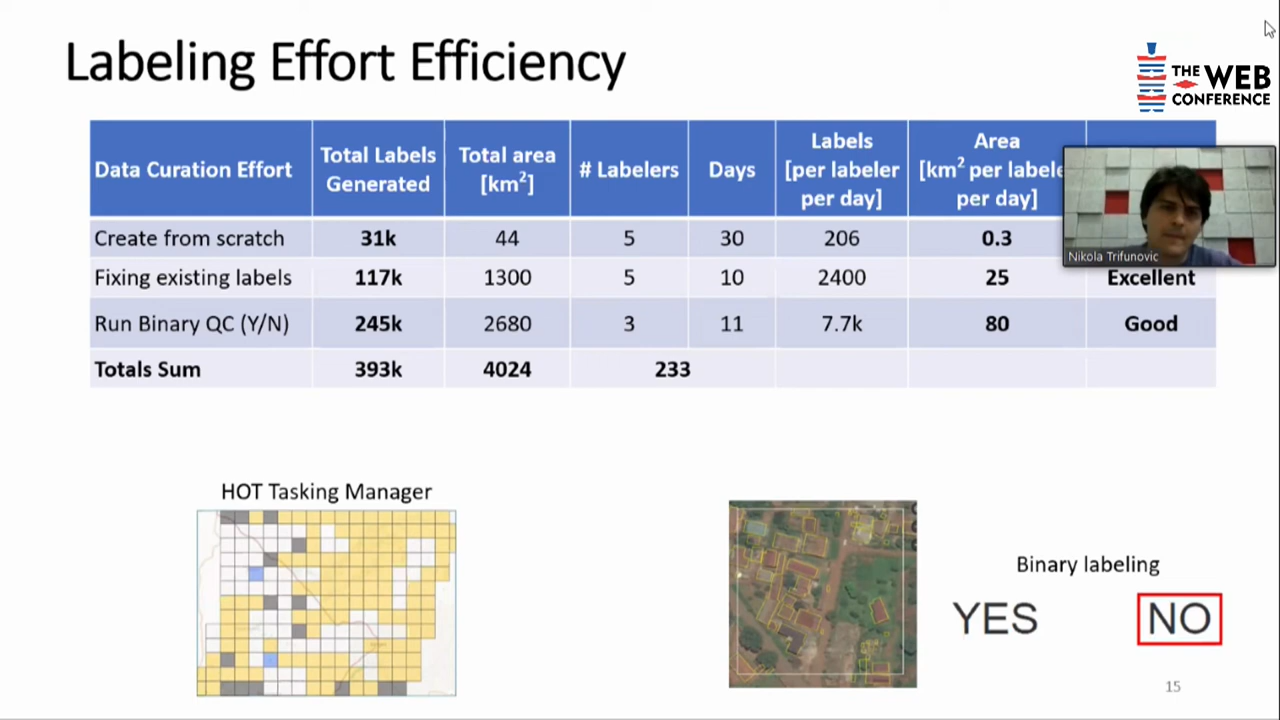 Labeling Effort Efficiency
THE WEB
CONFERENCE
Data Curation Effort
Total Labels
Generated
Total area
[km²]
# Labelers
Days
Labels
[per labeler
per day]
Area
[km² per labele
per day]
Create from scratch 31k 44 5 30 206 0.3
Nikola Trifunovic
Fixing existing labels 117k 1300 5 10 2400 25 Excellent
Run Binary QC (Y/N) 245k 2680 3 11 7.7k 80 Good
Totals Sum 393k 4024 233
HOT Tasking Manager
Binary labeling
YES NO
15